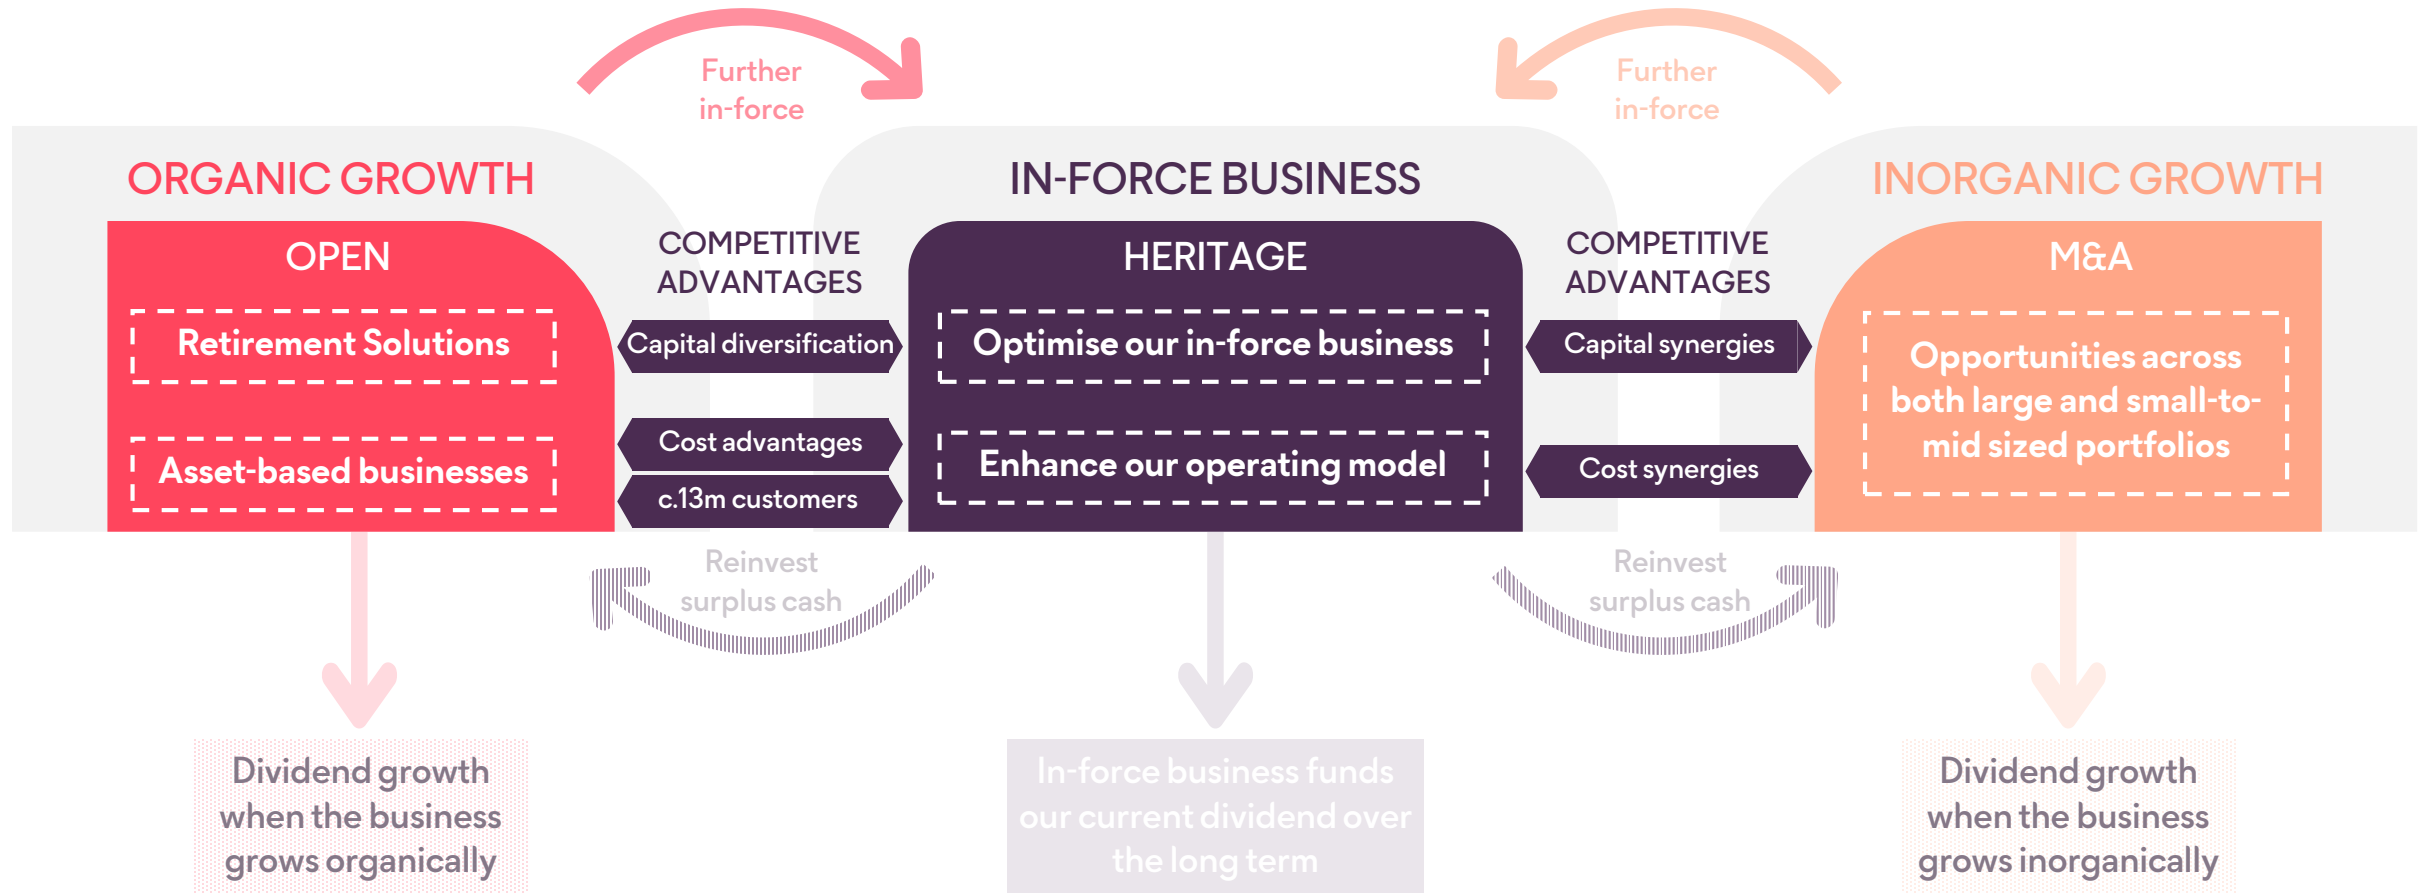 Further
in-force
Further
in-force
ORGANIC GROWTH
IN-FORCE BUSINESS
INORGANIC GROWTH
OPEN
Retirement Solutions
Asset-based businesses
COMPETITIVE
ADVANTAGES
Capital diversification
Cost advantages
c.13m customers
HERITAGE
Optimise our in-force business
Enhance our operating model
COMPETITIVE
ADVANTAGES
Capital synergies
Cost synergies
M&A
Opportunities across
both large and small-to-
mid sized portfolios
Reinvest
surplus cash
Reinvest
surplus cash
Dividend growth
when the business
grows organically
In-force business funds
our current dividend over
the long term
Dividend growth
when the business
grows inorganically